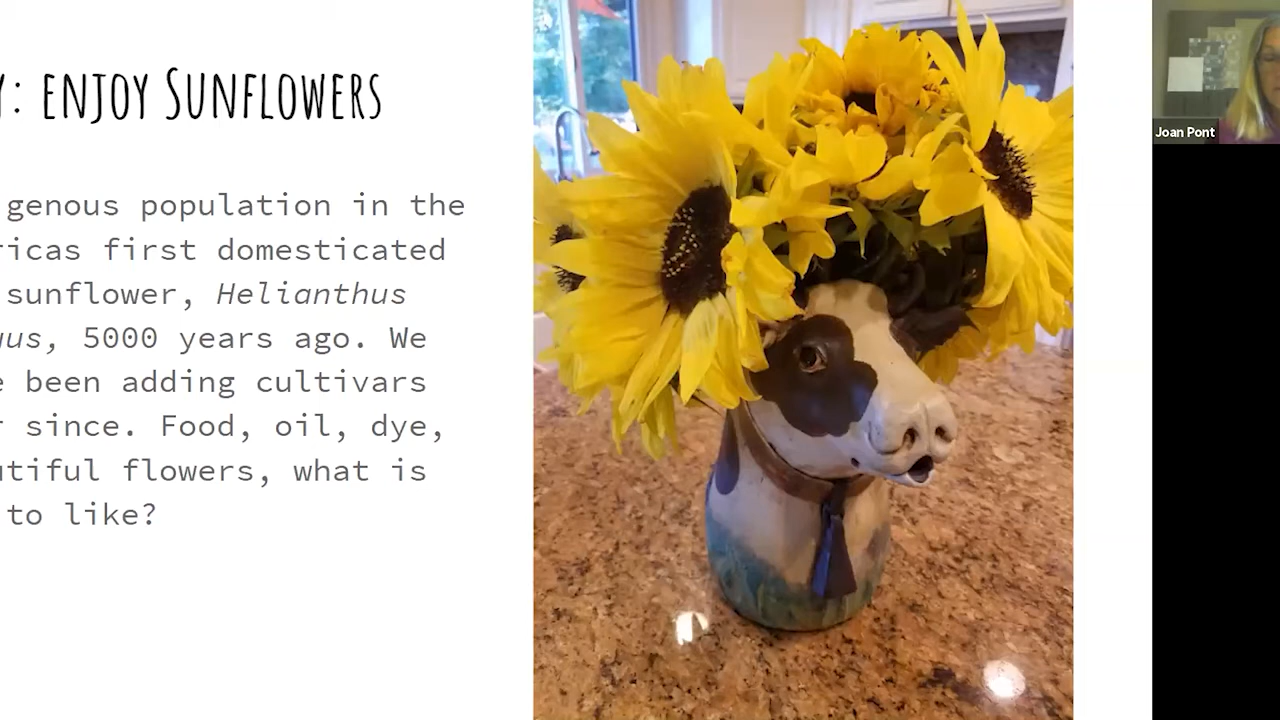 Y: ENJOY SUNFLOWERS
genous population in the
ricas first domesticated
sunflower, Helianthus
uus, 5000 years ago. We
e been adding cultivars
r since. Food, oil, dye,
utiful flowers, what is
to like?
Joan Pont